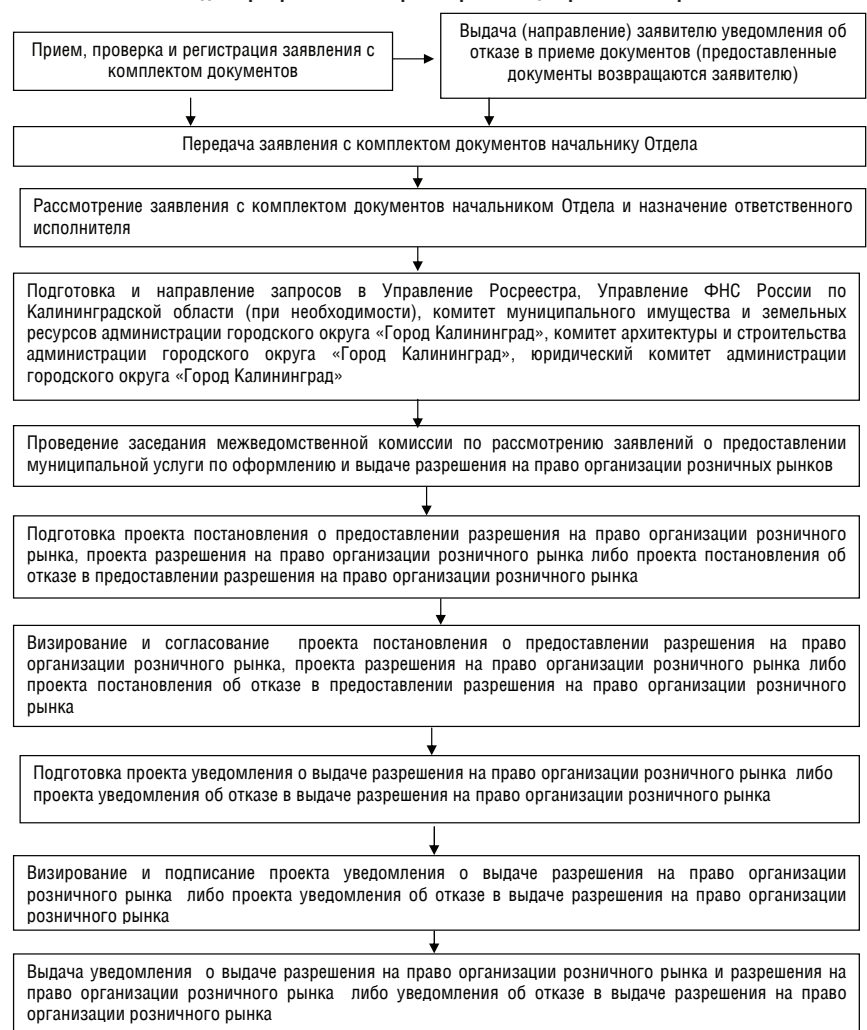 Прием, проверка и регистрация заявления с
комплектом документов
Выдача (направление) заявителю уведомления об
отказе в приеме документов (предоставленные
документы возвращаются заявителю)
Передача заявления с комплектом документов начальнику Отдела
Рассмотрение заявления с комплектом документов начальником Отдела и назначение ответственного
исполнителя
Подготовка и направление запросов в Управление Росреестра, Управление ФНС России по
Калининградской области (при необходимости), комитет муниципального имущества и земельных
ресурсов администрации городского округа «Город Калининград», комитет архитектуры и строительства
администрации городского округа «Город Калининград», юридический комитет администрации
городского округа «Город Калининград»
Проведение заседания межведомственной комиссии по рассмотрению заявлений о предоставлении
муниципальной услуги по оформлению и выдаче разрешения на право организации розничных рынков
Подготовка проекта постановления о предоставлении разрешения на право организации розничного
рынка, проекта разрешения на право организации розничного рынка либо проекта постановления об
отказе в предоставлении разрешения на право организации розничного рынка
Визирование и согласование проекта постановления о предоставлении разрешения на право
организации розничного рынка, проекта разрешения на право организации розничного рынка либо
проекта постановления об отказе в предоставлении разрешения на право организации розничного
рынка
Подготовка проекта уведомления о выдаче разрешения на право организации розничного рынка либо
проекта уведомления об отказе в выдаче разрешения на право организации розничного рынка
Визирование и подписание проекта уведомления о выдаче разрешения на право организации
розничного рынка либо проекта уведомления об отказе в выдаче разрешения на право организации
розничного рынка
Выдача уведомления о выдаче разрешения на право организации розничного рынка и разрешения на
право организации розничного рынка либо уведомления об отказе в выдаче разрешения на право
организации розничного рынка